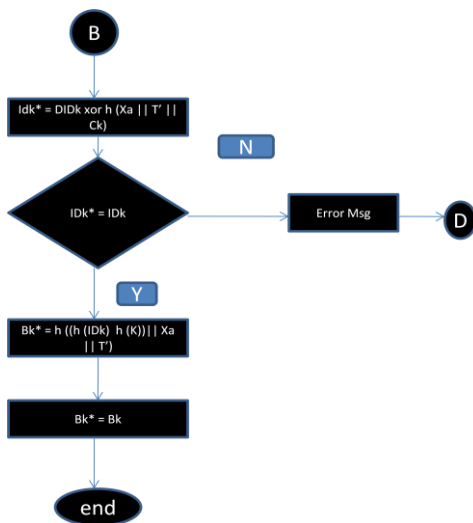 B
Idk* = DIDk xor h (Xa || T' ||
Ck)
N
IDk* = IDk
Error Msg
D
Y
Bk* = h ((h (IDk)  h (K))|| Xa
|| T')
Bk* = Bk
end